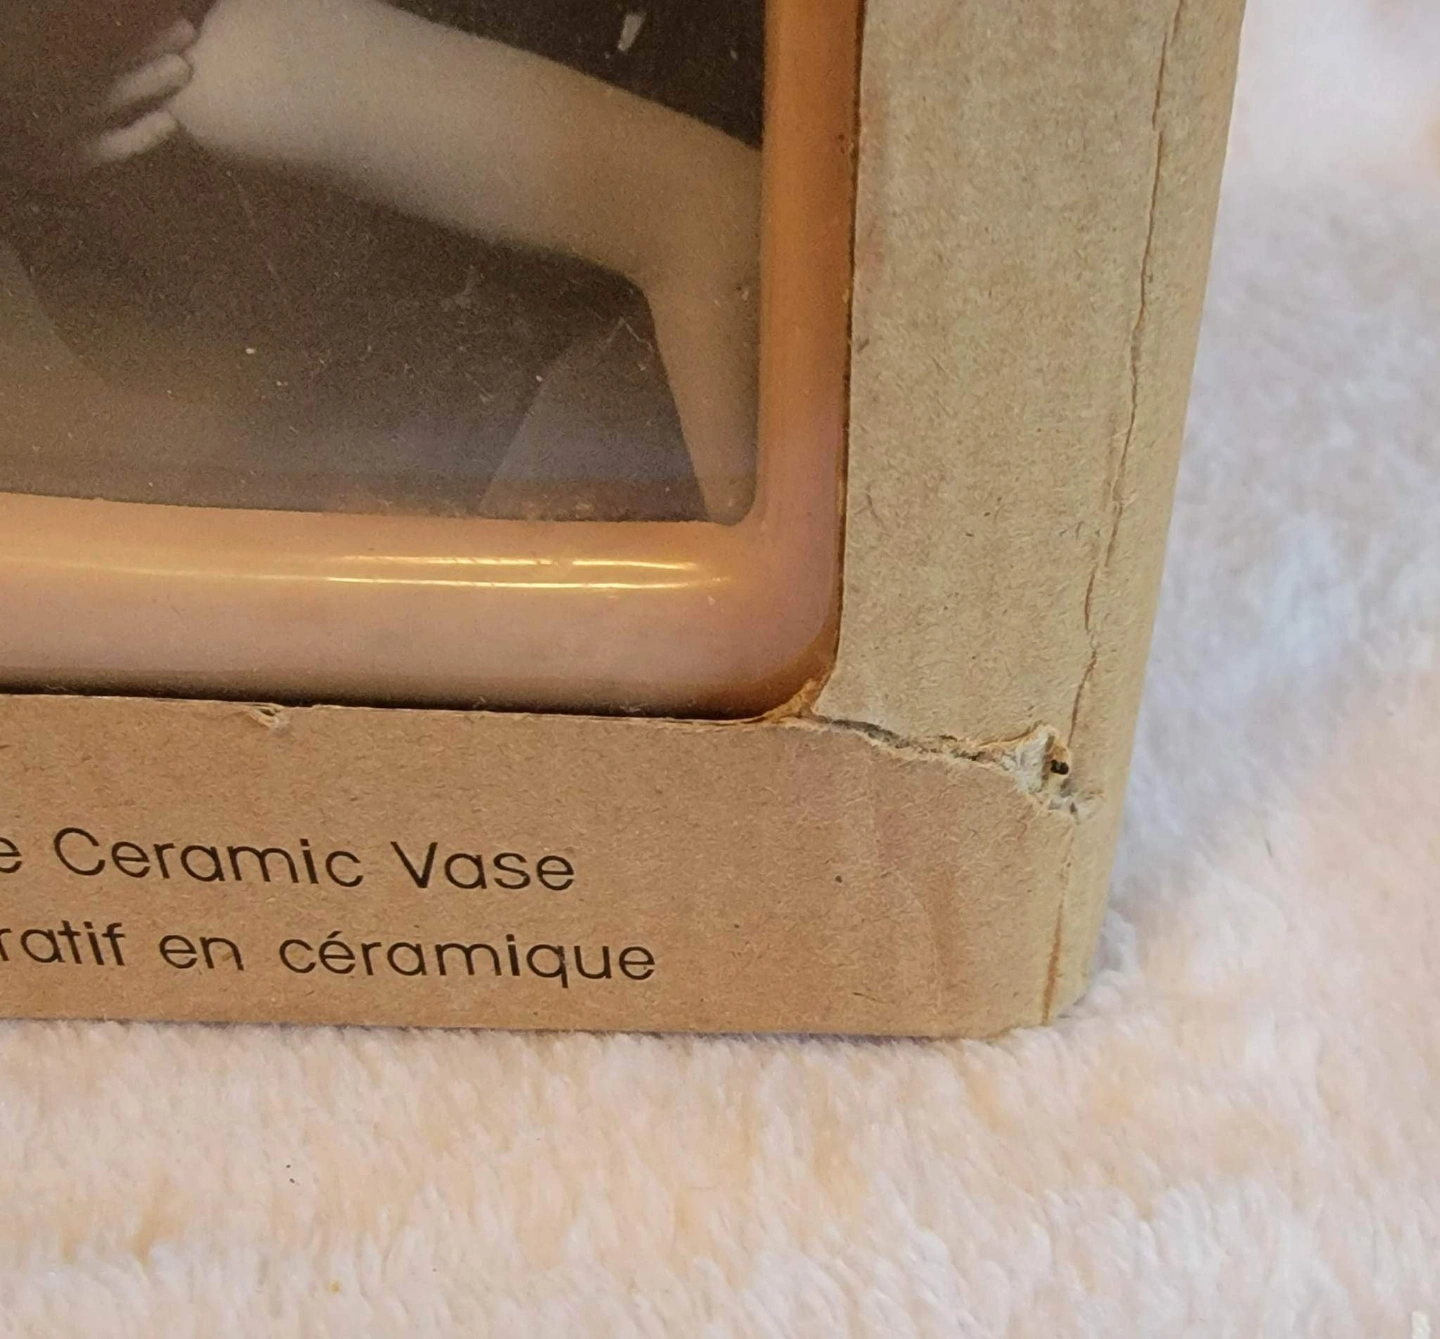 e Ceramic Vase
ratif en céramique